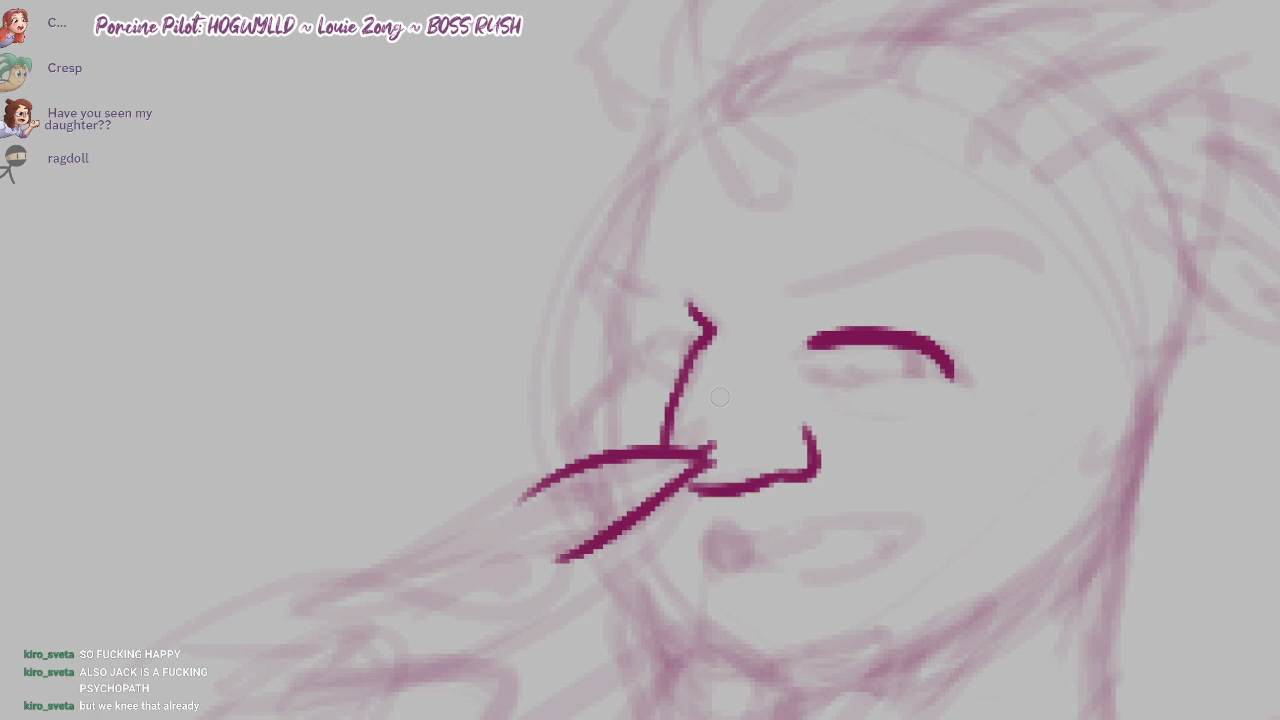 C...
Porcine Pilot: HOGWYLLD ~ Louie Zong ~ BOSS RUSH
Cresp
Have you seen my
daughter??
ragdoll
kiro_sveta SO FUCKING HAPPY
kiro_sveta ALSO JACK IS A FUCKING
PSYCHOPATH
kiro_sveta but we knee that already